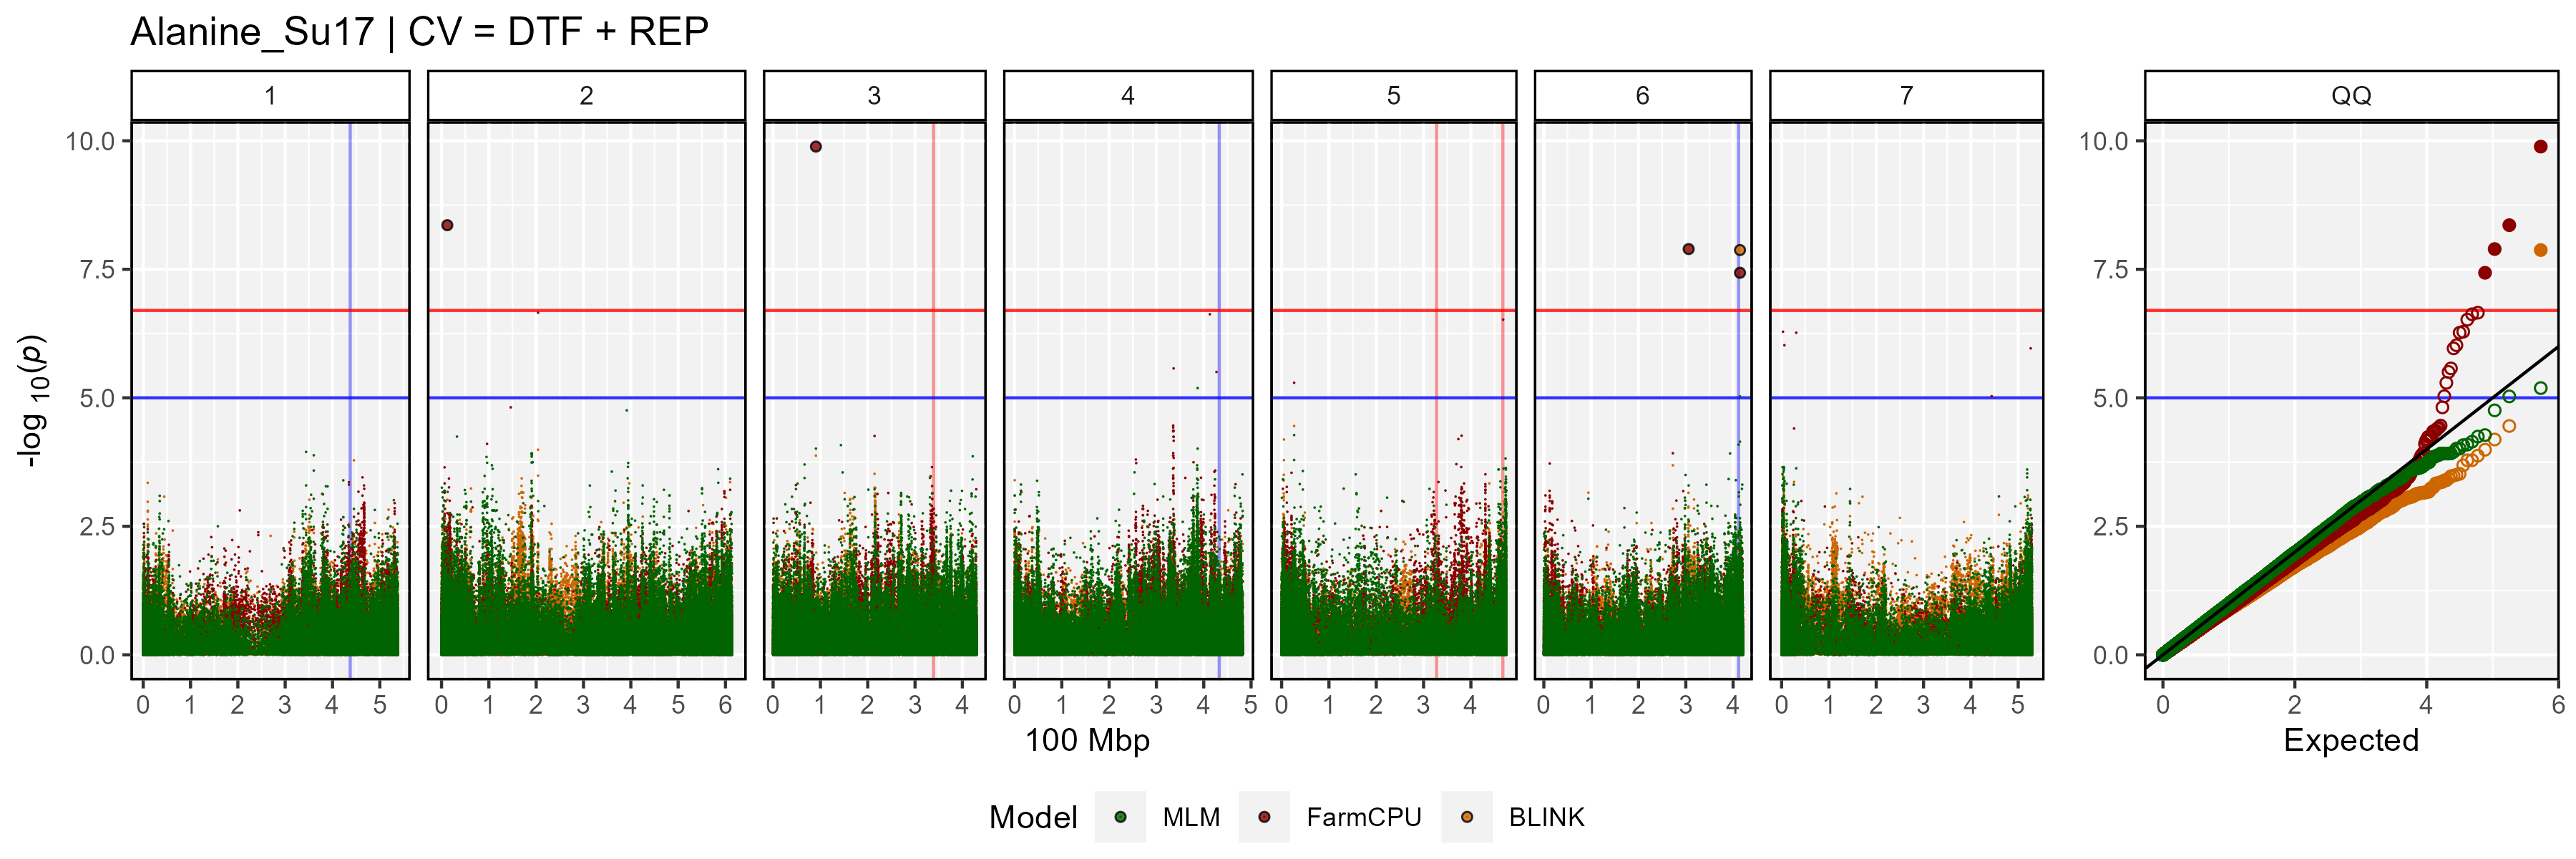 Alanine_Su17 | CV = DTF + REP
1 2 3 4 5 6 7 QQ
-log 10(p)
10.0
7.5
5.0
2.5
0.0
10.0
7.5
5.0
2.5
0.0
0 1 2 3 4 5
0 1 2 3 4 5 6
0 1 2 3 4
0 1 2 3 4 5
0 1 2 3 4
0 1 2 3 4
0 1 2 3 4 5
0 2 4 6
100 Mbp
Expected
Model MLM FarmCPU BLINK